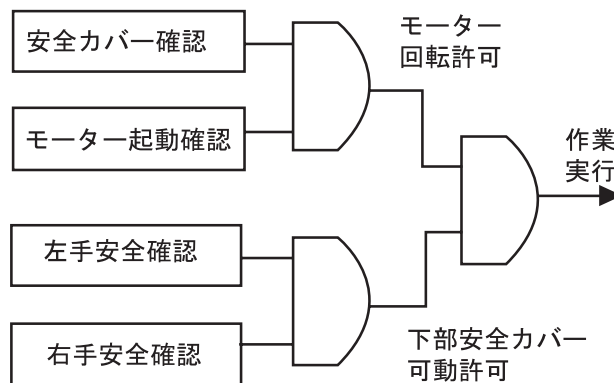 安全カバー確認
モーター起動確認
モーター
回転許可
作業
実行
左手安全確認
右手安全確認
下部安全カバー
可動許可